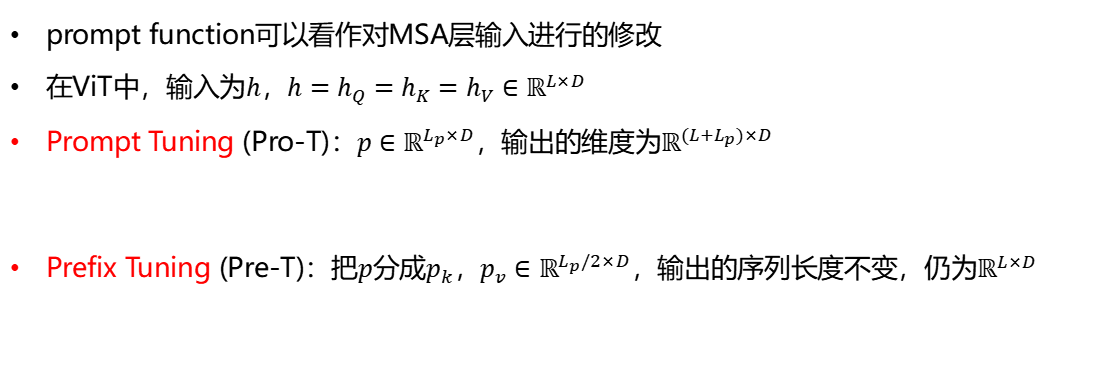 • prompt function可以看作对MSA层输入进行的修改
• 在ViT中，输入为ℎ，ℎ = ℎ_Q = ℎ_K = ℎ_V ∈ ℝ^{L×D}
• Prompt Tuning (Pro-T)：p ∈ ℝ^{L_p×D}，输出的维度为ℝ^{(L+L_p)×D}
• Prefix Tuning (Pre-T)：把p分成p_k，p_v ∈ ℝ^{L_p/2×D}，输出的序列长度不变，仍为ℝ^{L×D}